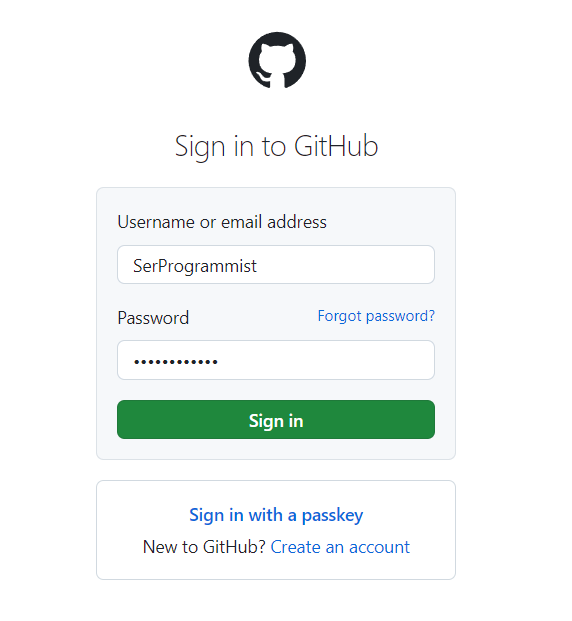 Sign in to GitHub
Username or email address
SerProgrammist
Password Forgot password?
••••••••••••
Sign in
Sign in with a passkey
New to GitHub? Create an account